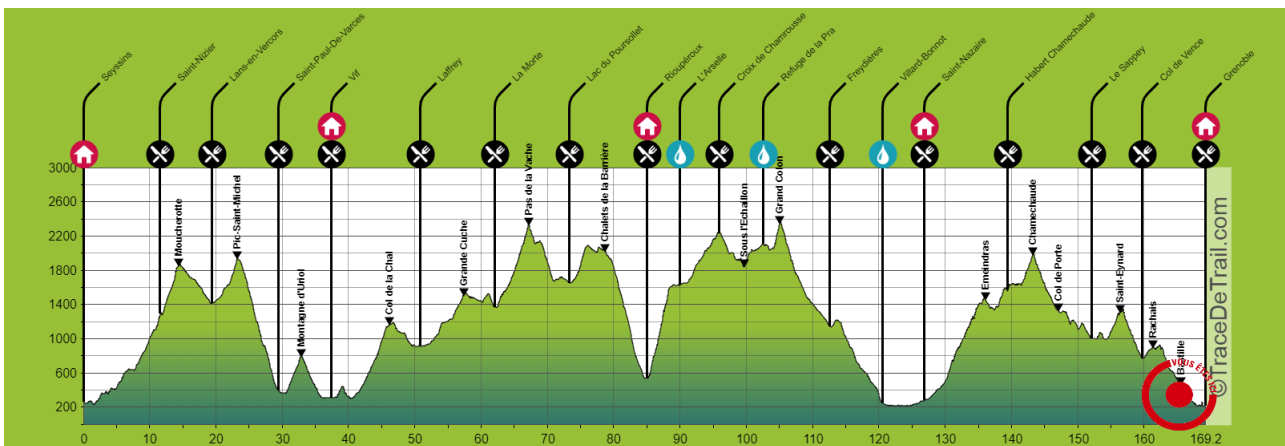 Seyssins
Saint-Nizier
Lans-en-Vercors
Saint-Paul-De-Varces
Vif
Laffrey
La Morte
Lac du Poursollet
Rioupéroux
L'Arselle
Croix de Chamrousse
Refuge de la Pra
Freydières
Villard-Bonnot
Saint-Nazaire
Habert Chamechaude
Le Sappey
Col de Vence
Grenoble
3000
2600
2200
1800
1400
1000
600
200
Moucherotte
Pic-Saint-Michel
Montagne d'Uriol
Col de la Chal
Grande Cuche
Pas de la Vache
Chalets de la Barrière
Sous l'Echaillon
Grand Colon
Emeindras
Chamechaude
Col de Porte
Saint-Eynard
Rachais
Bastille
VOUS ÊTES
©TraceDeTrail.com
0 10 20 30 40 50 60 70 80 90 100 110 120 130 140 150 160 169.2